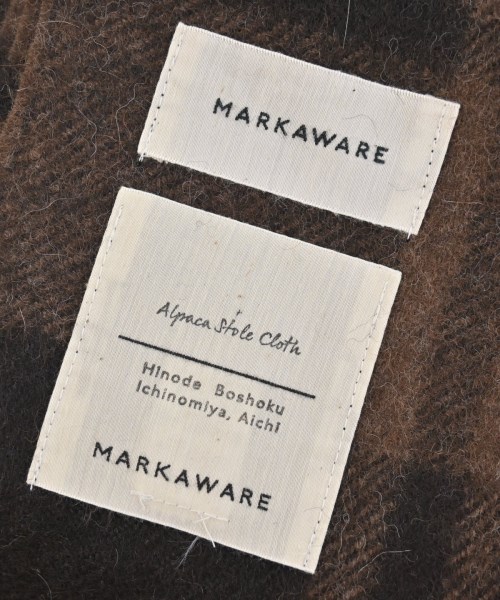 MARKAWARE
Alpaca Stole Cloth
Hinode Boshoku
Ichinomiya, Aichi
MARKAWARE